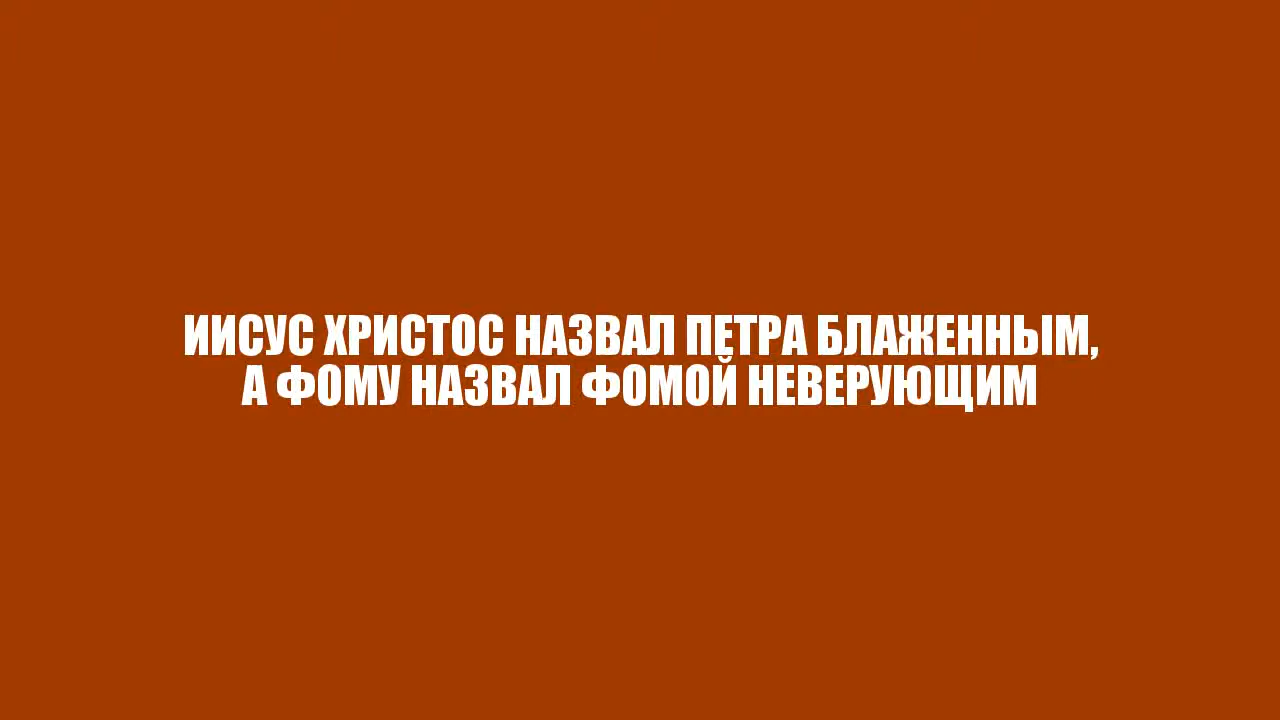 ИИСУС ХРИСТОС НАЗВАЛ ПЕТРА БЛАЖЕННЫМ,
А ФОМУ НАЗВАЛ ФОМОЙ НЕВЕРУЮЩИМ